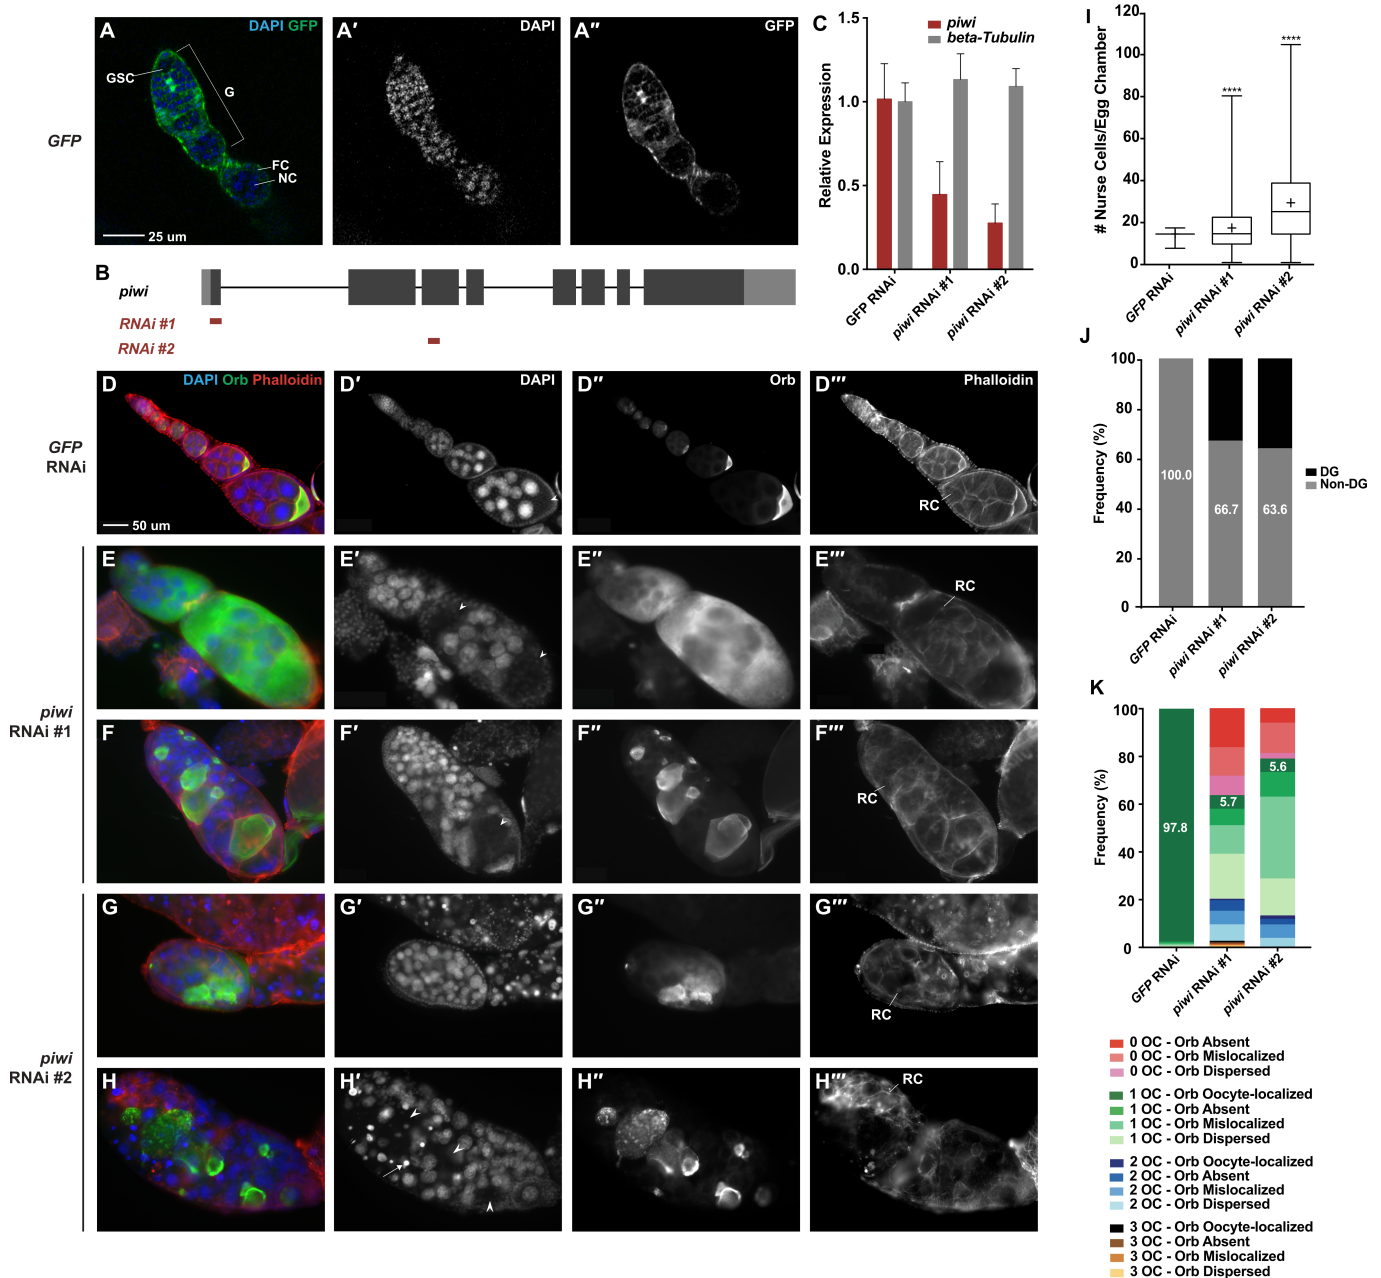 A
DAPI GFP
GSC
G
FC
NC
25 um
A′
DAPI
A″
GFP
GFP
B
piwi
RNAi #1
RNAi #2
C
1.5
1.0
0.5
0.0
Relative Expression
piwi
beta-Tubulin
GFP RNAi
piwi RNAi #1
piwi RNAi #2
D
DAPI Orb Phalloidin
50 um
D′
DAPI
D″
Orb
D‴
Phalloidin
RC
GFP
RNAi
E
E′
E″
E‴
RC
piwi
RNAi #1
F
F′
F″
F‴
RC
G
G′
G″
G‴
RC
piwi
RNAi #2
H
H′
H″
H‴
RC
I
120
100
80
60
40
20
0
# Nurse Cells/Egg Chamber
****
****
GFP RNAi
piwi RNAi #1
piwi RNAi #2
J
100
80
60
40
20
0
Frequency (%)
100.0
66.7
63.6
DG
Non-DG
GFP RNAi
piwi RNAi #1
piwi RNAi #2
K
100
80
60
40
20
0
Frequency (%)
97.8
5.7
5.6
GFP RNAi
piwi RNAi #1
piwi RNAi #2
0 OC - Orb Absent
0 OC - Orb Mislocalized
0 OC - Orb Dispersed
1 OC - Orb Oocyte-localized
1 OC - Orb Absent
1 OC - Orb Mislocalized
1 OC - Orb Dispersed
2 OC - Orb Oocyte-localized
2 OC - Orb Absent
2 OC - Orb Mislocalized
2 OC - Orb Dispersed
3 OC - Orb Oocyte-localized
3 OC - Orb Absent
3 OC - Orb Mislocalized
3 OC - Orb Dispersed